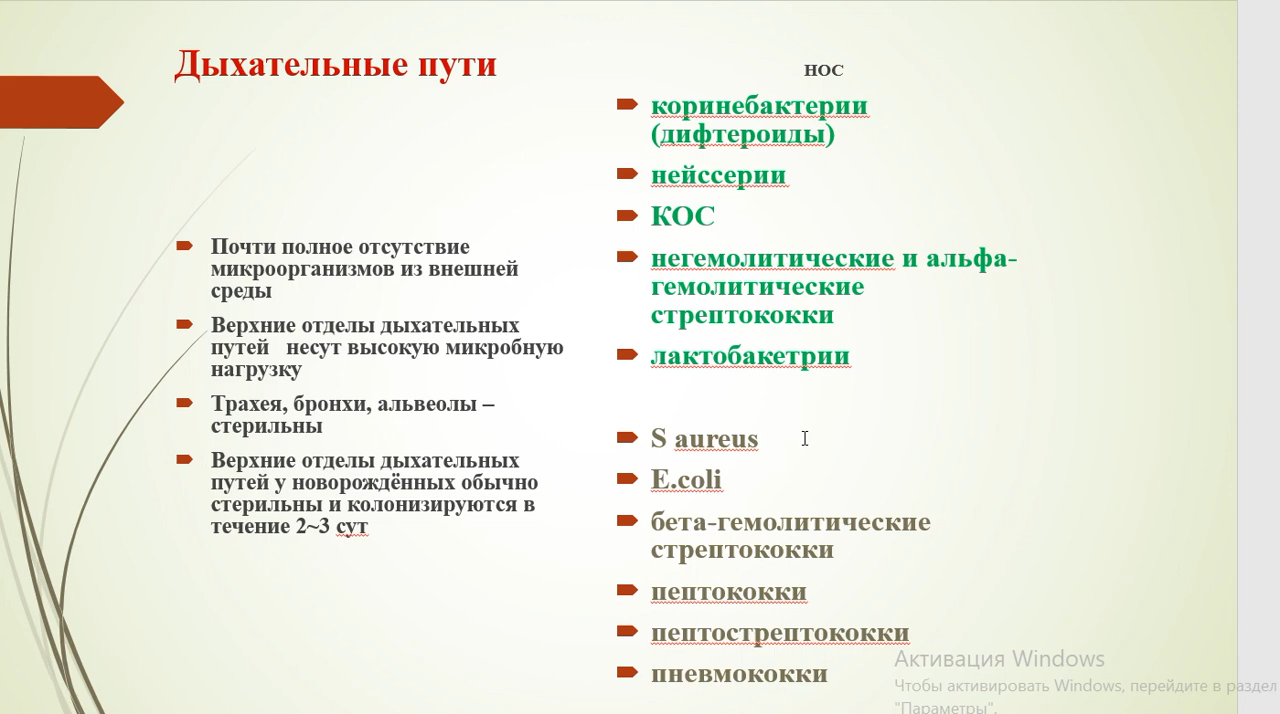 Дыхательные пути
Почти полное отсутствие
микроорганизмов из внешней
среды
Верхние отделы дыхательных
путей несут высокую микробную
нагрузку
Трахея, бронхи, альвеолы –
стерильны
Верхние отделы дыхательных
путей у новорождённых обычно
стерильны и колонизируются в
течение 2~3 сут
НОС
коринебактерии
(дифтероиды)
нейссерии
КОС
негемолитические и альфа-
гемолитические
стрептококки
лактобакетрии
S aureus
E.coli
бета-гемолитические
стрептококки
пептококки
пептострептококки
пневмококки
Активация Windows
Чтобы активировать Windows, перейдите в раздел
"Параметры".